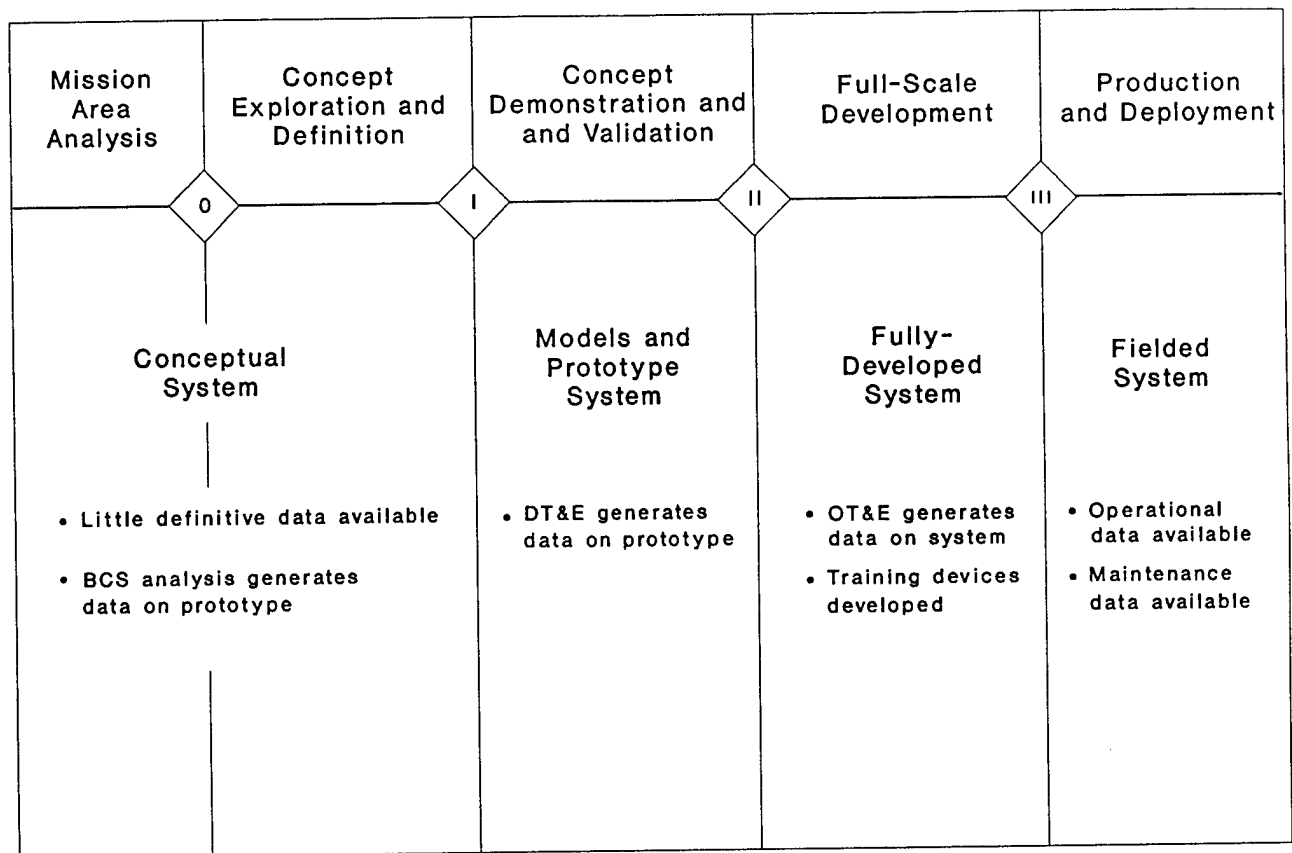 Mission
Area
Analysis
Concept
Exploration and
Definition
Concept
Demonstration and
and Validation
Full-Scale
Development
Production
and Deployment
0
I
II
III
Conceptual
System
Models and
Prototype
System
Fully-
Developed
System
Fielded
System
• Little definitive data available
• BCS analysis generates
data on prototype
• DT&E generates
data on prototype
• OT&E generates
data on system
• Training devices
developed
• Operational
data available
• Maintenance
data available